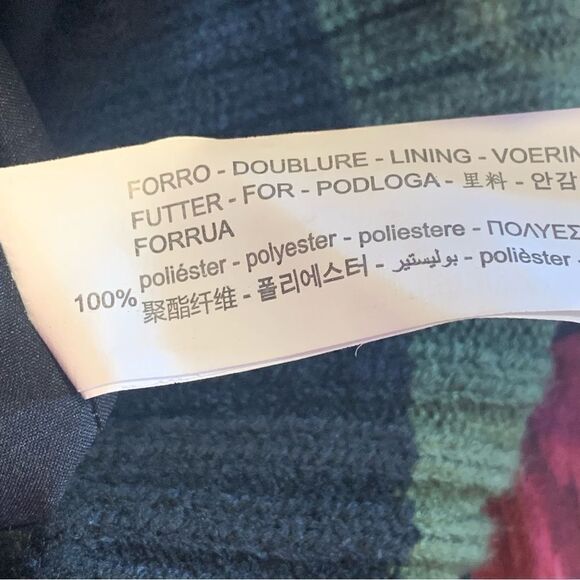 FORRO - DOUBLURE - LINING - VOERIN
FUTTER - FOR - PODLOGA - 里料 - 안감
FORRUA
100% poliéster - polyester - poliestere - ΠΟΛΥΕΣ
聚酯纤维 - 폴리에스터 - بوليستير - polièster -